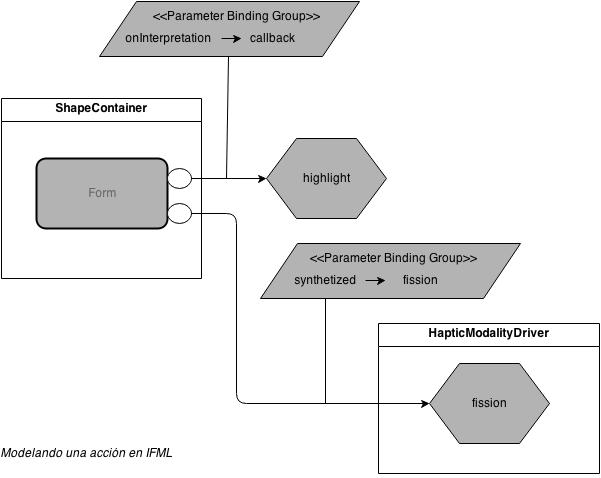 <<Parameter Binding Group>>
onInterpretation → callback
ShapeContainer
Form
highlight
<<Parameter Binding Group>>
synthetized → fission
HapticModalityDriver
fission
Modelando una acción en IFML